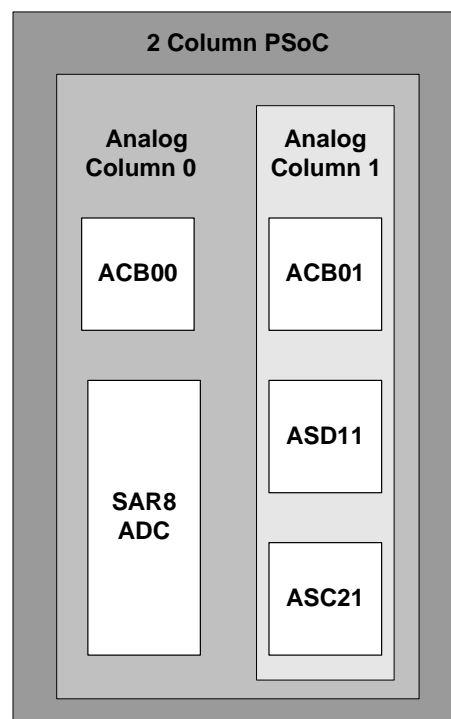 2 Column PSoC
Analog
Column 0
ACB00
SAR8
ADC
Analog
Column 1
ACB01
ASD11
ASC21